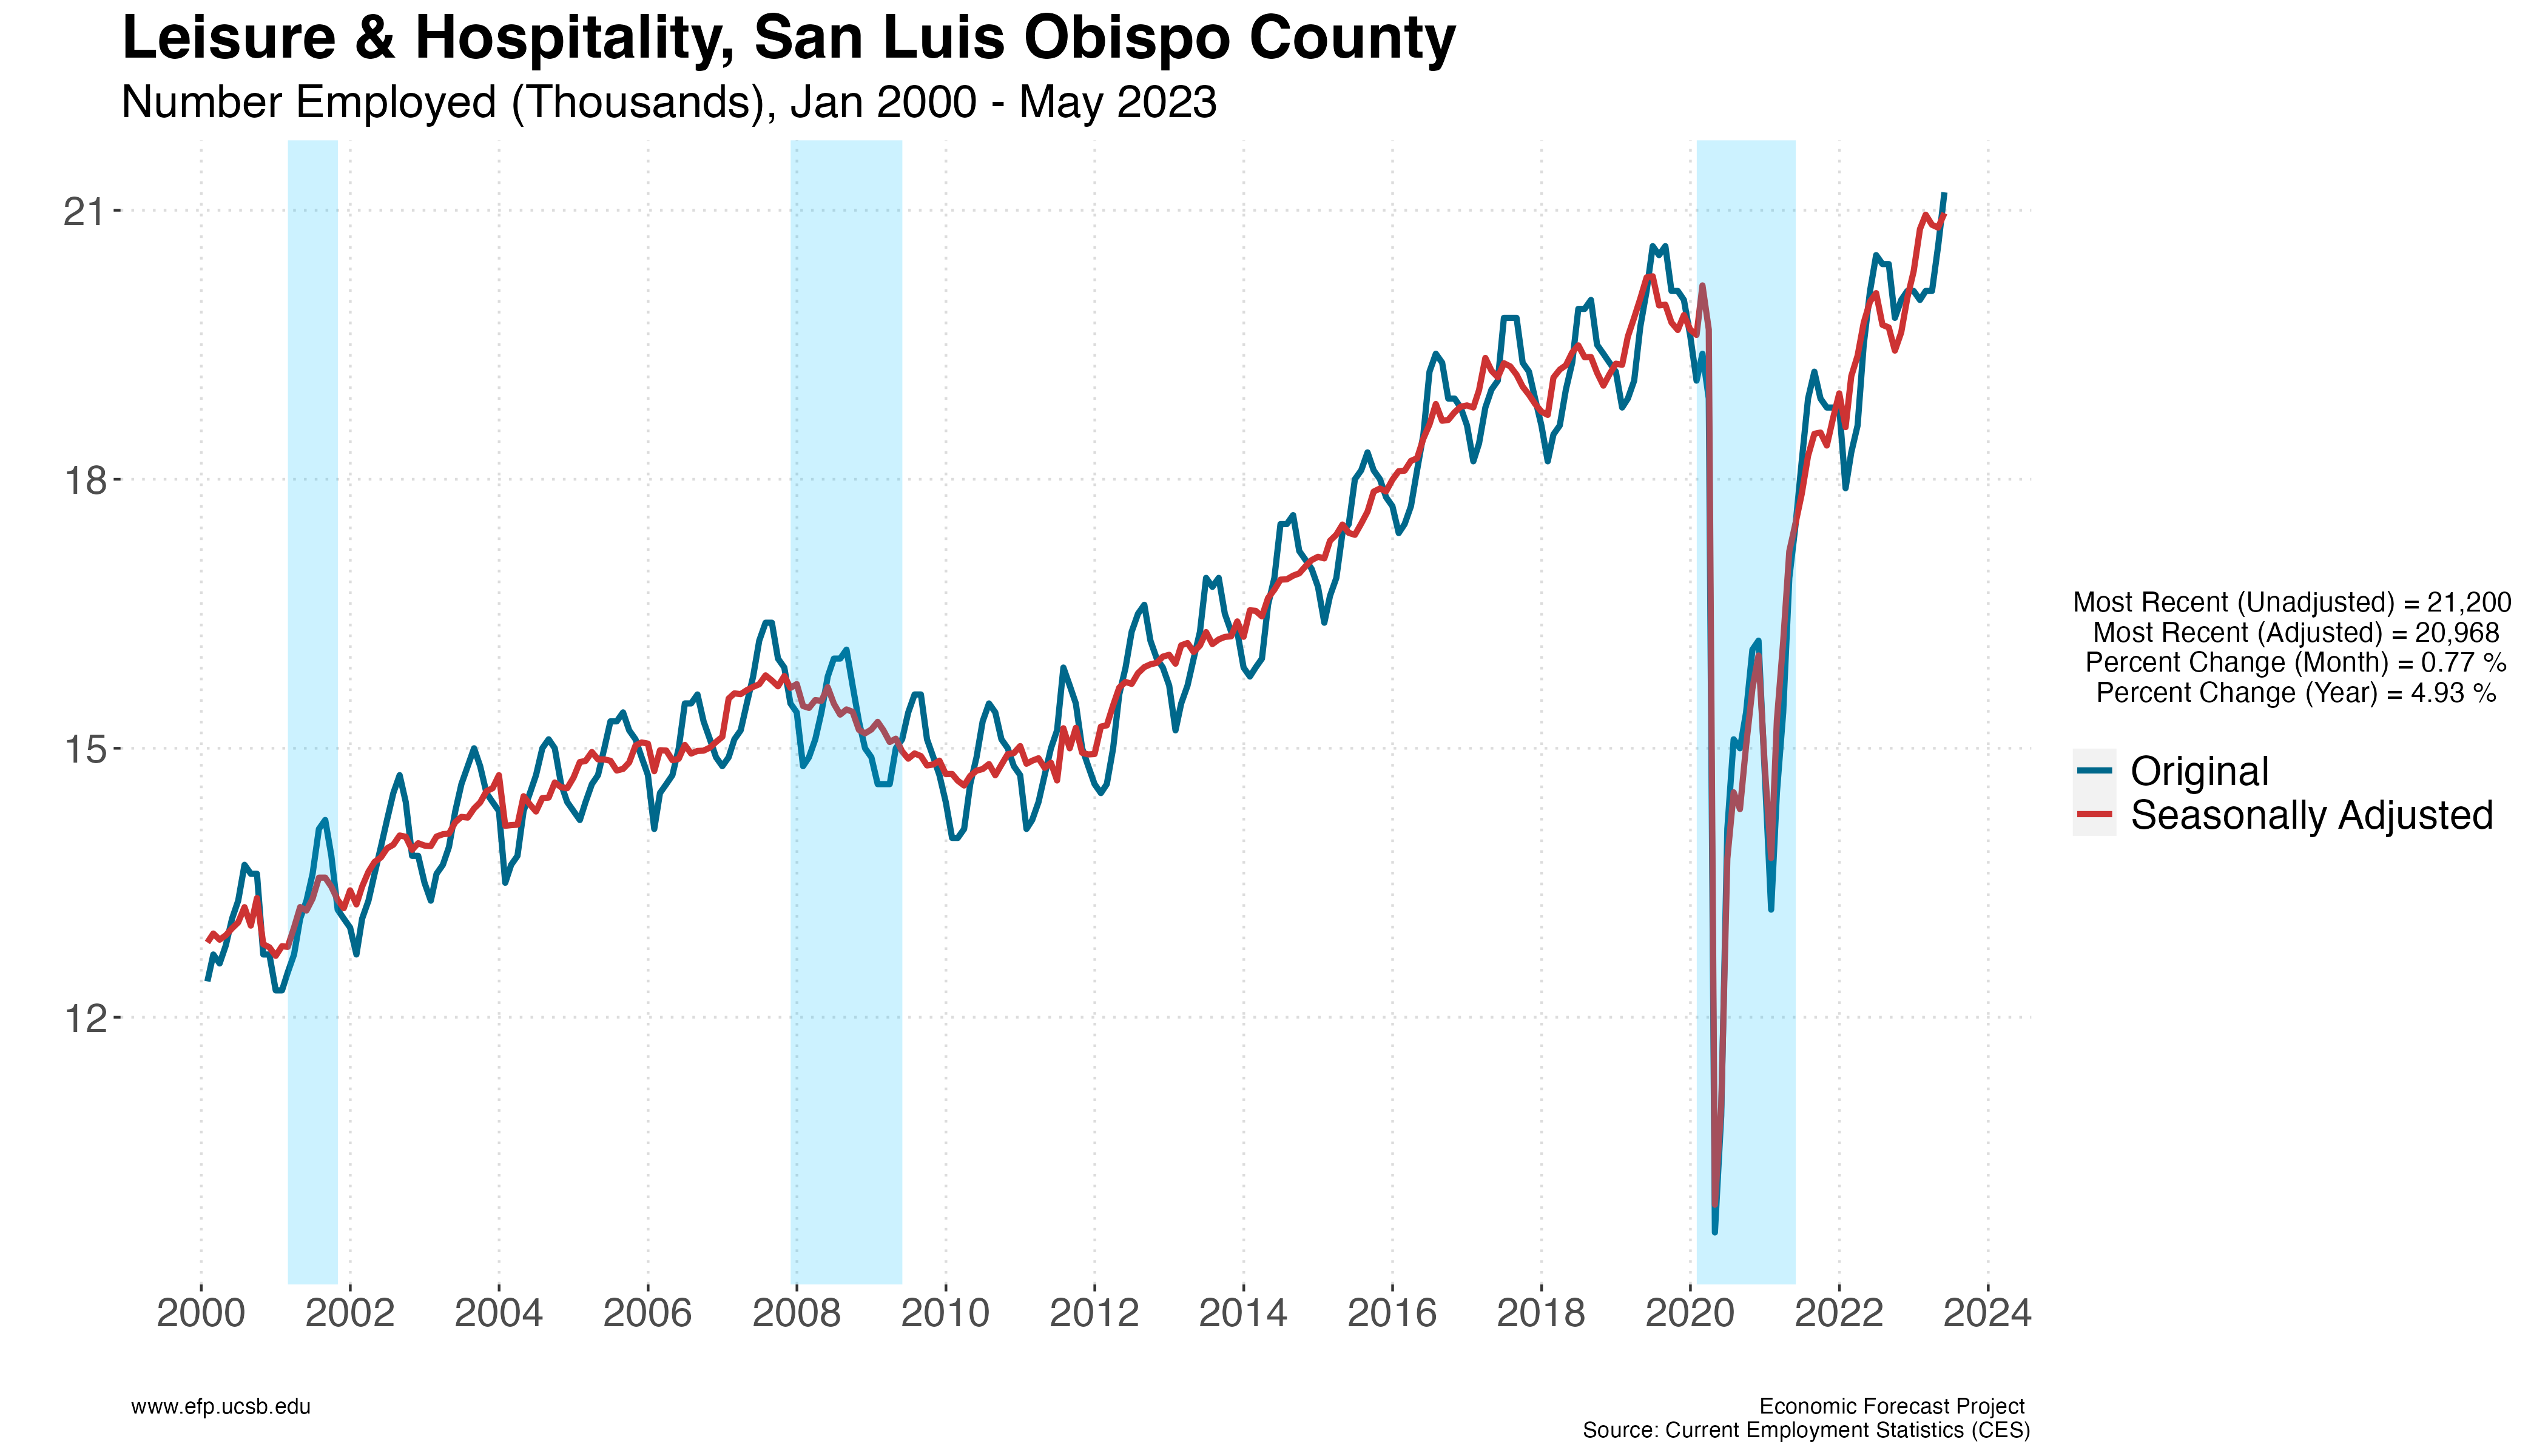 Leisure & Hospitality, San Luis Obispo County
Number Employed (Thousands), Jan 2000 - May 2023
21
18
15
12
2000 2002 2004 2006 2008 2010 2012 2014 2016 2018 2020 2022 2024
Most Recent (Unadjusted) = 21,200
Most Recent (Adjusted) = 20,968
Percent Change (Month) = 0.77 %
Percent Change (Year) = 4.93 %
Original
Seasonally Adjusted
www.efp.ucsb.edu
Economic Forecast Project
Source: Current Employment Statistics (CES)